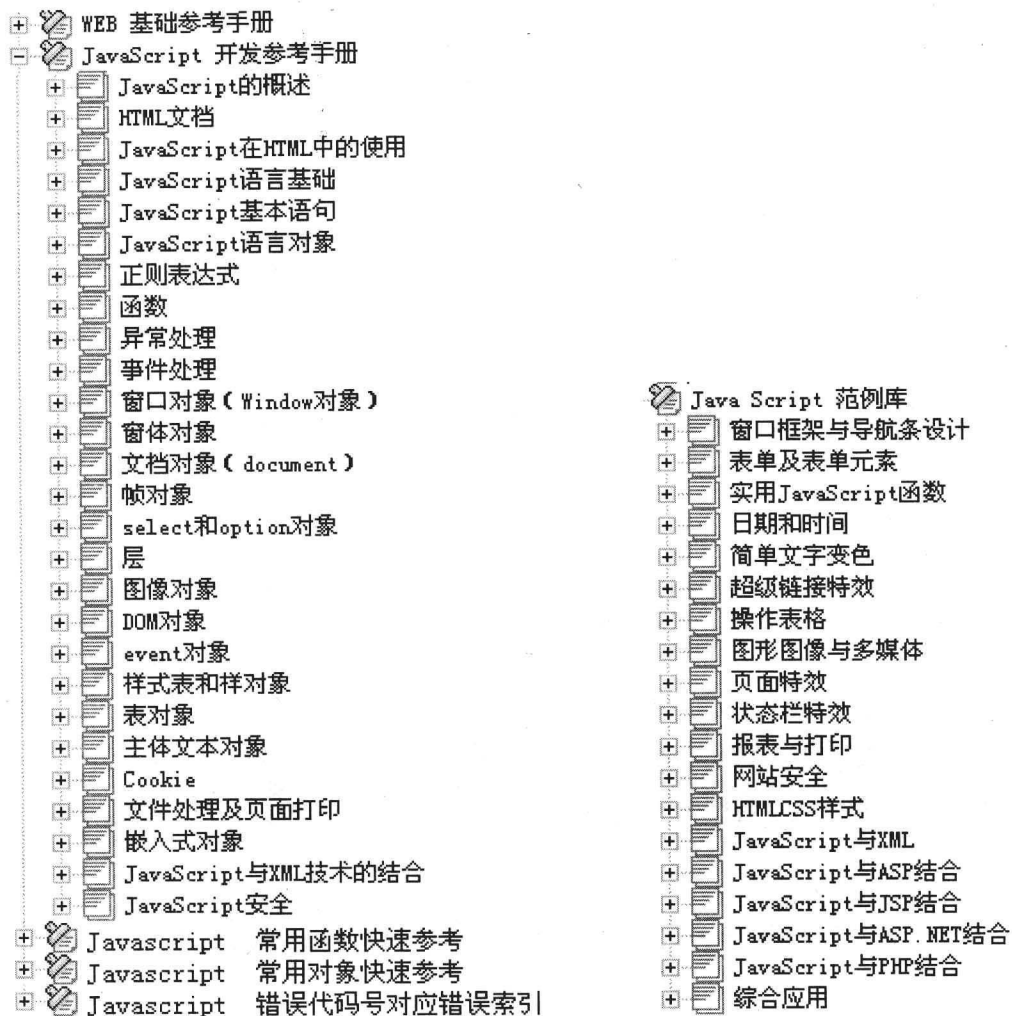 WEB 基础参考手册
JavaScript 开发参考手册
JavaScript的概述
HTML文档
JavaScript在HTML中的使用
JavaScript语言基础
JavaScript基本语句
JavaScript语言对象
正则表达式
函数
异常处理
事件处理
窗口对象(Window对象)
窗体对象
文档对象(document)
帧对象
select和option对象
层
图像对象
DOM对象
event对象
样式表和样对象
表对象
主体文本对象
Cookie
文件处理及页面打印
嵌入式对象
JavaScript与XML技术的结合
JavaScript安全
Javascript 常用函数快速参考
Javascript 常用对象快速参考
Javascript 错误代码号对应错误索引
Java Script 范例库
窗口框架与导航条设计
表单及表单元素
实用JavaScript函数
日期和时间
简单文字变色
超级链接特效
操作表格
图形图像与多媒体
页面特效
状态栏特效
报表与打印
网站安全
HTMLCSS样式
JavaScript与XML
JavaScript与ASP结合
JavaScript与JSP结合
JavaScript与ASP.NET结合
JavaScript与PHP结合
综合应用